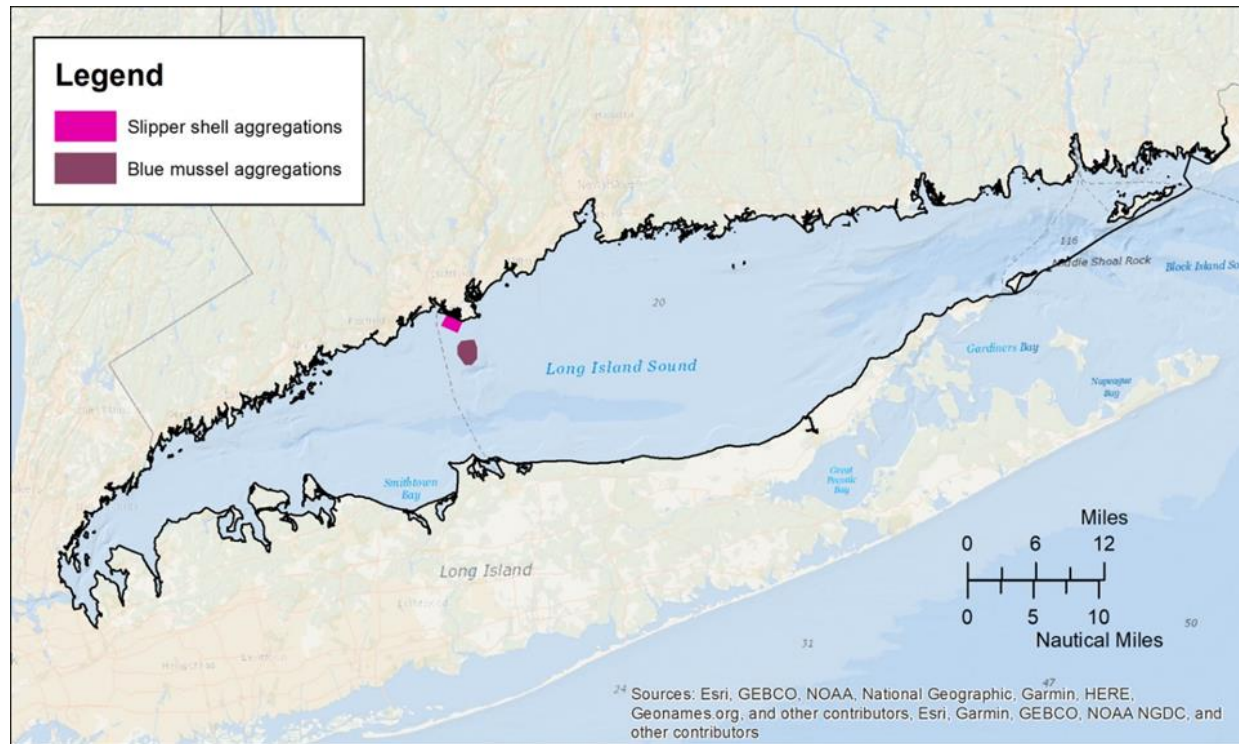 Legend
Slipper shell aggregations
Blue mussel aggregations
116
Middle Shoal Rock
20
Long Island Sound
Gardiners Bay
Napeague
Bay
Smithtown
Bay
Great
Peconic
Bay
Long Island
Miles
0 6 12
0 5 10
Nautical Miles
50
31
24
47
Sources: Esri, GEBCO, NOAA, National Geographic, Garmin, HERE,
Geonames.org, and other contributors, Esri, Garmin, GEBCO, NOAA NGDC, and
other contributors